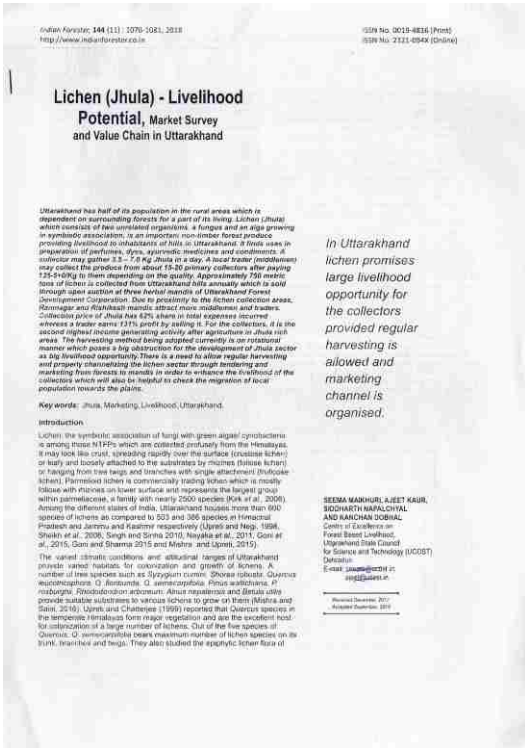 Indian Forester, 144 (11) : 1076-1081, 2018
http://www.indianforester.co.in
ISSN No. 0019-4816 (Print)
ISSN No. 2321-094X (Online)
Lichen (Jhula) - Livelihood
Potential, Market Survey
and Value Chain in Uttarakhand
Uttarakhand has half of its population in the rural areas which is
dependent on surrounding forests for a part of its living. Lichen (Jhula)
which consists of two unrelated organisms, a fungus and an alga growing
in symbiotic association, is an important non-timber forest produce
providing livelihood to inhabitants of hills in Uttarakhand. It finds uses in
preparation of perfumes, dyes, ayurvedic medicines and condiments. A
collector may gather 3.5 – 7.0 Kg Jhula in a day. A local trader (middlemen)
may collect the produce from about 15-20 primary collectors after paying
to them depending on the quality. Approximately 750 metric
tons of lichen is collected from Uttarakhand hills annually which is sold
through open auction at three herbal mandis of Uttarakhand Forest
Development Corporation. Due to proximity to the lichen collection areas,
Ramnagar and Rishikesh mandis attract more middlemen and traders.
Collection price of Jhula has 62% share in total expenses incurred
whereas a trader earns 131% profit by selling it. For the collectors, it is the
second highest income generating activity after agriculture in Jhula rich
areas. The harvesting method being adopted currently is on rotational
manner which poses a big obstruction for the development of Jhula sector
as big livelihood opportunity. There is a need to allow regular harvesting
and properly channelizing the lichen sector through tendering and
marketing from forests to mandis in order to enhance the livelihood of the
collectors which will also be helpful to check the migration of local
population towards the plains.
Key words: Jhula, Marketing, Livelihood, Uttarakhand.
Introduction
Lichen, the symbiotic association of fungi with green algae/ cynobacteria
is among those NTFPs which are collected profusely from the Himalayas.
It may look like crust, spreading rapidly over the surface (crustose lichen)
or leafy and loosely attached to the substrates by rhizines (foliose lichen)
or hanging from tree twigs and branches with single attachment (fruticose
lichen). Parmelioid lichen is commercially trading lichen which is mostly
foliose with rhizines on lower surface and represents the largest group
within parmeliaceae, a family with nearly 2500 species (Kirk et al., 2008).
Among the different states of India, Uttarakhand houses more than 600
species of lichens as compared to 503 and 386 species in Himachal
Pradesh and Jammu and Kashmir respectively (Upreti and Negi, 1998,
Sheikh et al., 2006, Singh and Sinha 2010, Nayaka et al., 2011, Goni et
al., 2015, Goni and Sharma 2015 and Mishra and Upreti, 2015).
The varied climatic conditions and altitudinal ranges of Uttarakhand
provide varied habitats for colonization and growth of lichens. A
number of tree species such as Syzygium cumini, Shorea robusta, Quercus
leucotricophora, Q. floribunda, Q. semecarpifolia, Pinus wallichiana, P.
roxburghii, Rhododendron arboreum, Alnus nepalensis and Betula utilis
provide suitable substrates to various lichens to grow on them (Mishra and
Saini, 2016). Upreti and Chatterjee (1999) reported that Quercus species in
the temperate Himalayas form major vegetation and are the excellent host
for colonization of a large number of lichens. Out of the five species of
Quercus, Q. semecarpifolia bears maximum number of lichen species on its
trunk, branches and twigs. They also studied the epiphytic lichen flora of
In Uttarakhand
lichen promises
large livelihood
opportunity for
the collectors
provided regular
harvesting is
allowed and
marketing
channel is
organised.
SEEMA MAIKHURI, AJEET KAUR,
SIDDHARTH NAPALCHYAL
AND KANCHAN DOBHAL
Centre of Excellence on
Forest Based Livelihood,
Uttarakhand State Council
for Science and Technology (UCOST)
Dehradun
E-mail:
Received December, 2017
Accepted September, 2018